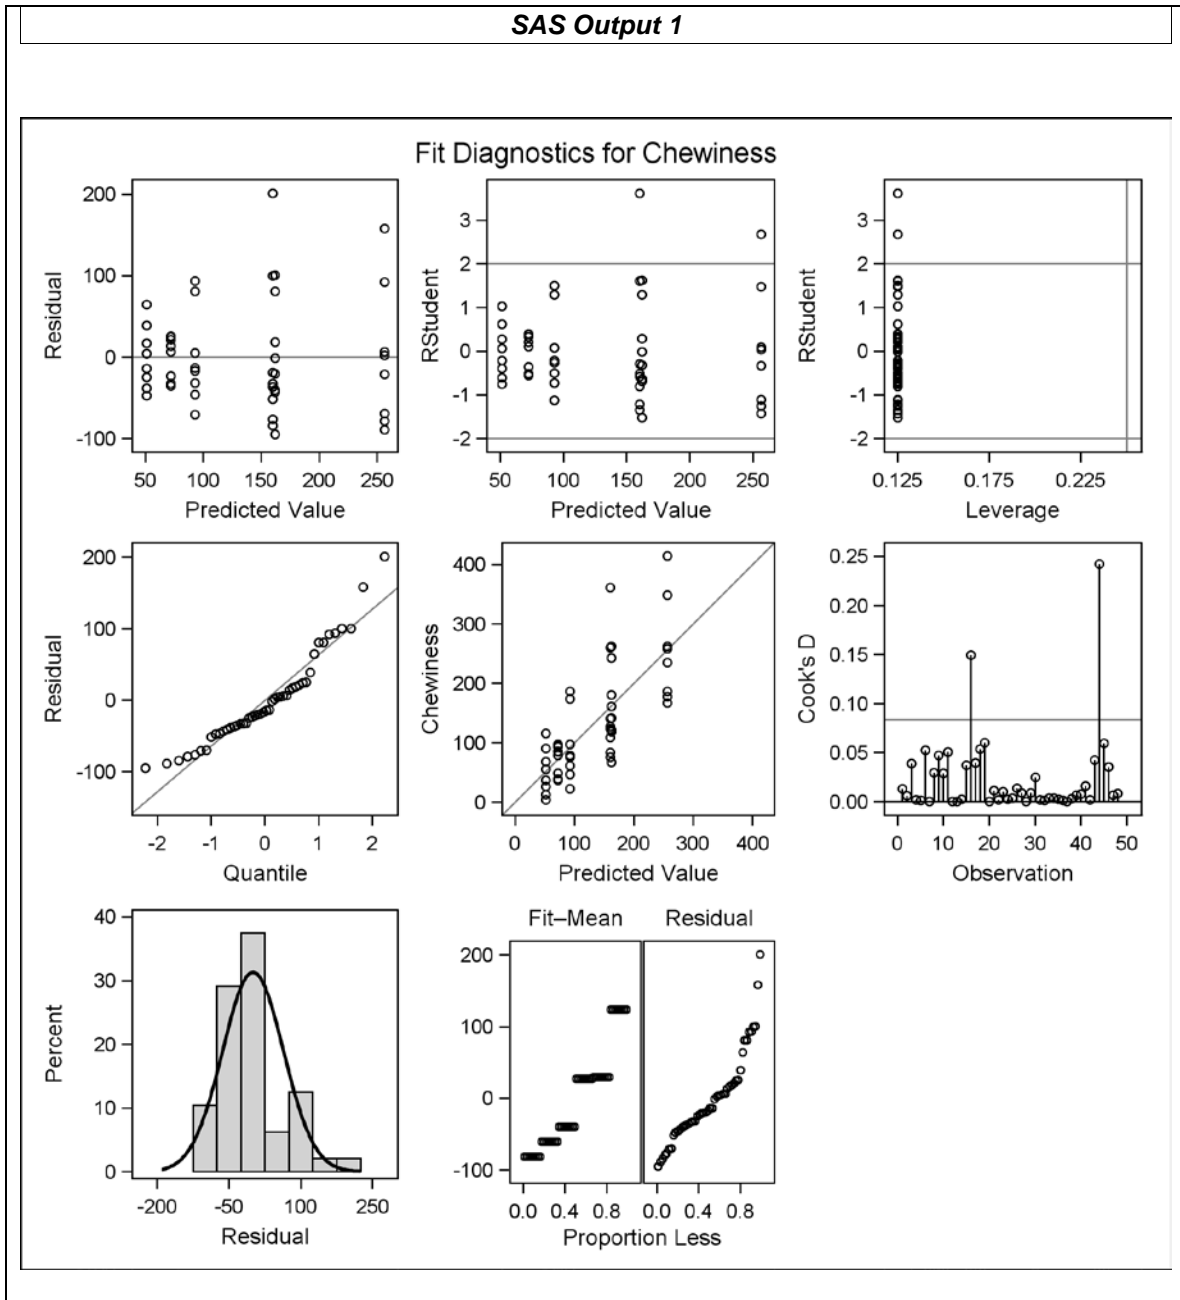 SAS Output 1
Fit Diagnostics for Chewiness
200
100
0
-100
Residual
50 100 150 200 250
Predicted Value
3
2
1
0
-1
-2
RStudent
50 100 150 200 250
Predicted Value
3
2
1
0
-1
-2
RStudent
0.125 0.175 0.225
Leverage
200
100
0
-100
Residual
-2 -1 0 1 2
Quantile
400
300
200
100
0
Chewiness
0 100 200 300 400
Predicted Value
0.25
0.20
0.15
0.10
0.05
0.00
Cook's D
0 10 20 30 40 50
Observation
40
30
20
10
0
Percent
-200 -50 100 250
Residual
Fit–Mean Residual
200
100
0
-100
0.0 0.4 0.8 0.0 0.4 0.8
Proportion Less